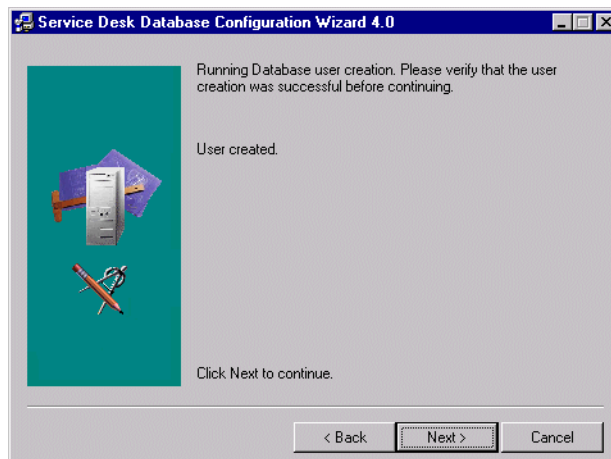 Service Desk Database Configuration Wizard 4.0
Running Database user creation. Please verify that the user
creation was successful before continuing.
User created.
Click Next to continue.
< Back
Next >
Cancel